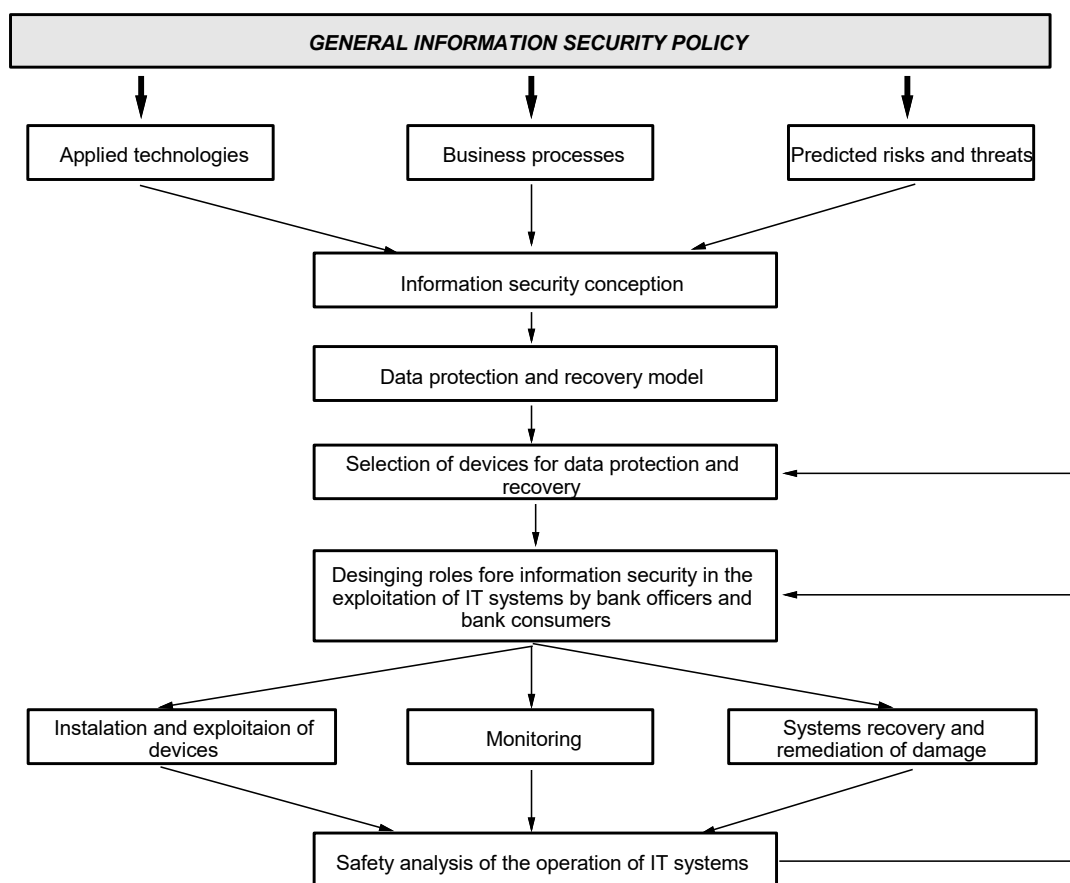 GENERAL INFORMATION SECURITY POLICY
Applied technologies
Business processes
Predicted risks and threats
Information security conception
Data protection and recovery model
Selection of devices for data protection and
recovery
Desinging roles fore information security in the
exploitation of IT systems by bank officers and
bank consumers
Instalation and exploitaion of
devices
Monitoring
Systems recovery and
remediation of damage
Safety analysis of the operation of IT systems